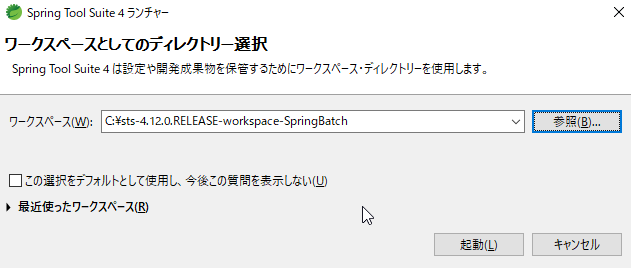 Spring Tool Suite 4 ランチャー
ワークスペースとしてのディレクトリー選択
Spring Tool Suite 4 は設定や開発成果物を保管するためにワークスペース・ディレクトリーを使用します。
ワークスペース(W): C:¥sts-4.12.0.RELEASE-workspace-SpringBatch 参照(B)...
この選択をデフォルトとして使用し、今後この質問を表示しない(U)
最近使ったワークスペース(R)
起動(L) キャンセル